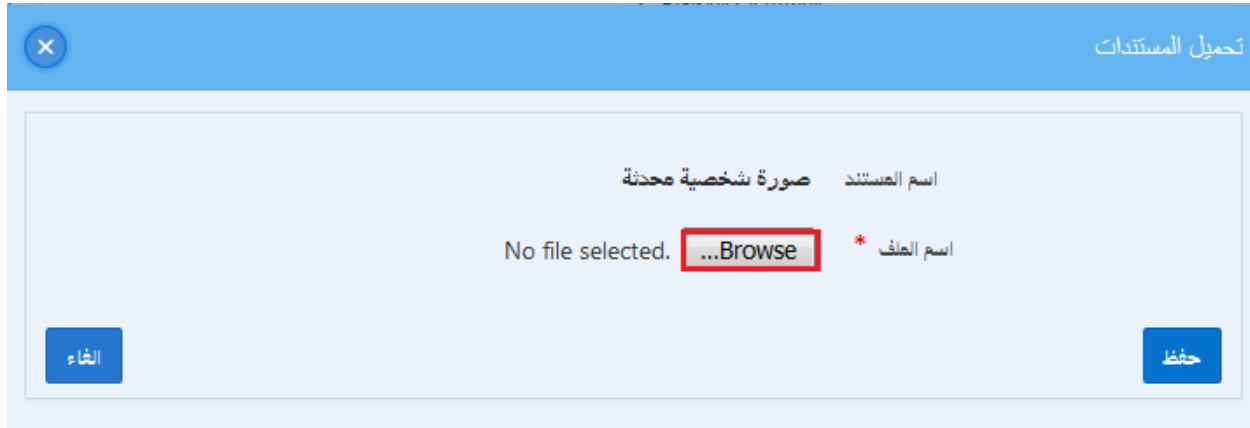 تحميل المستندات
اسم المستند صورة شخصية محدثة
اسم الملف * Browse... No file selected.
حفظ الغاء